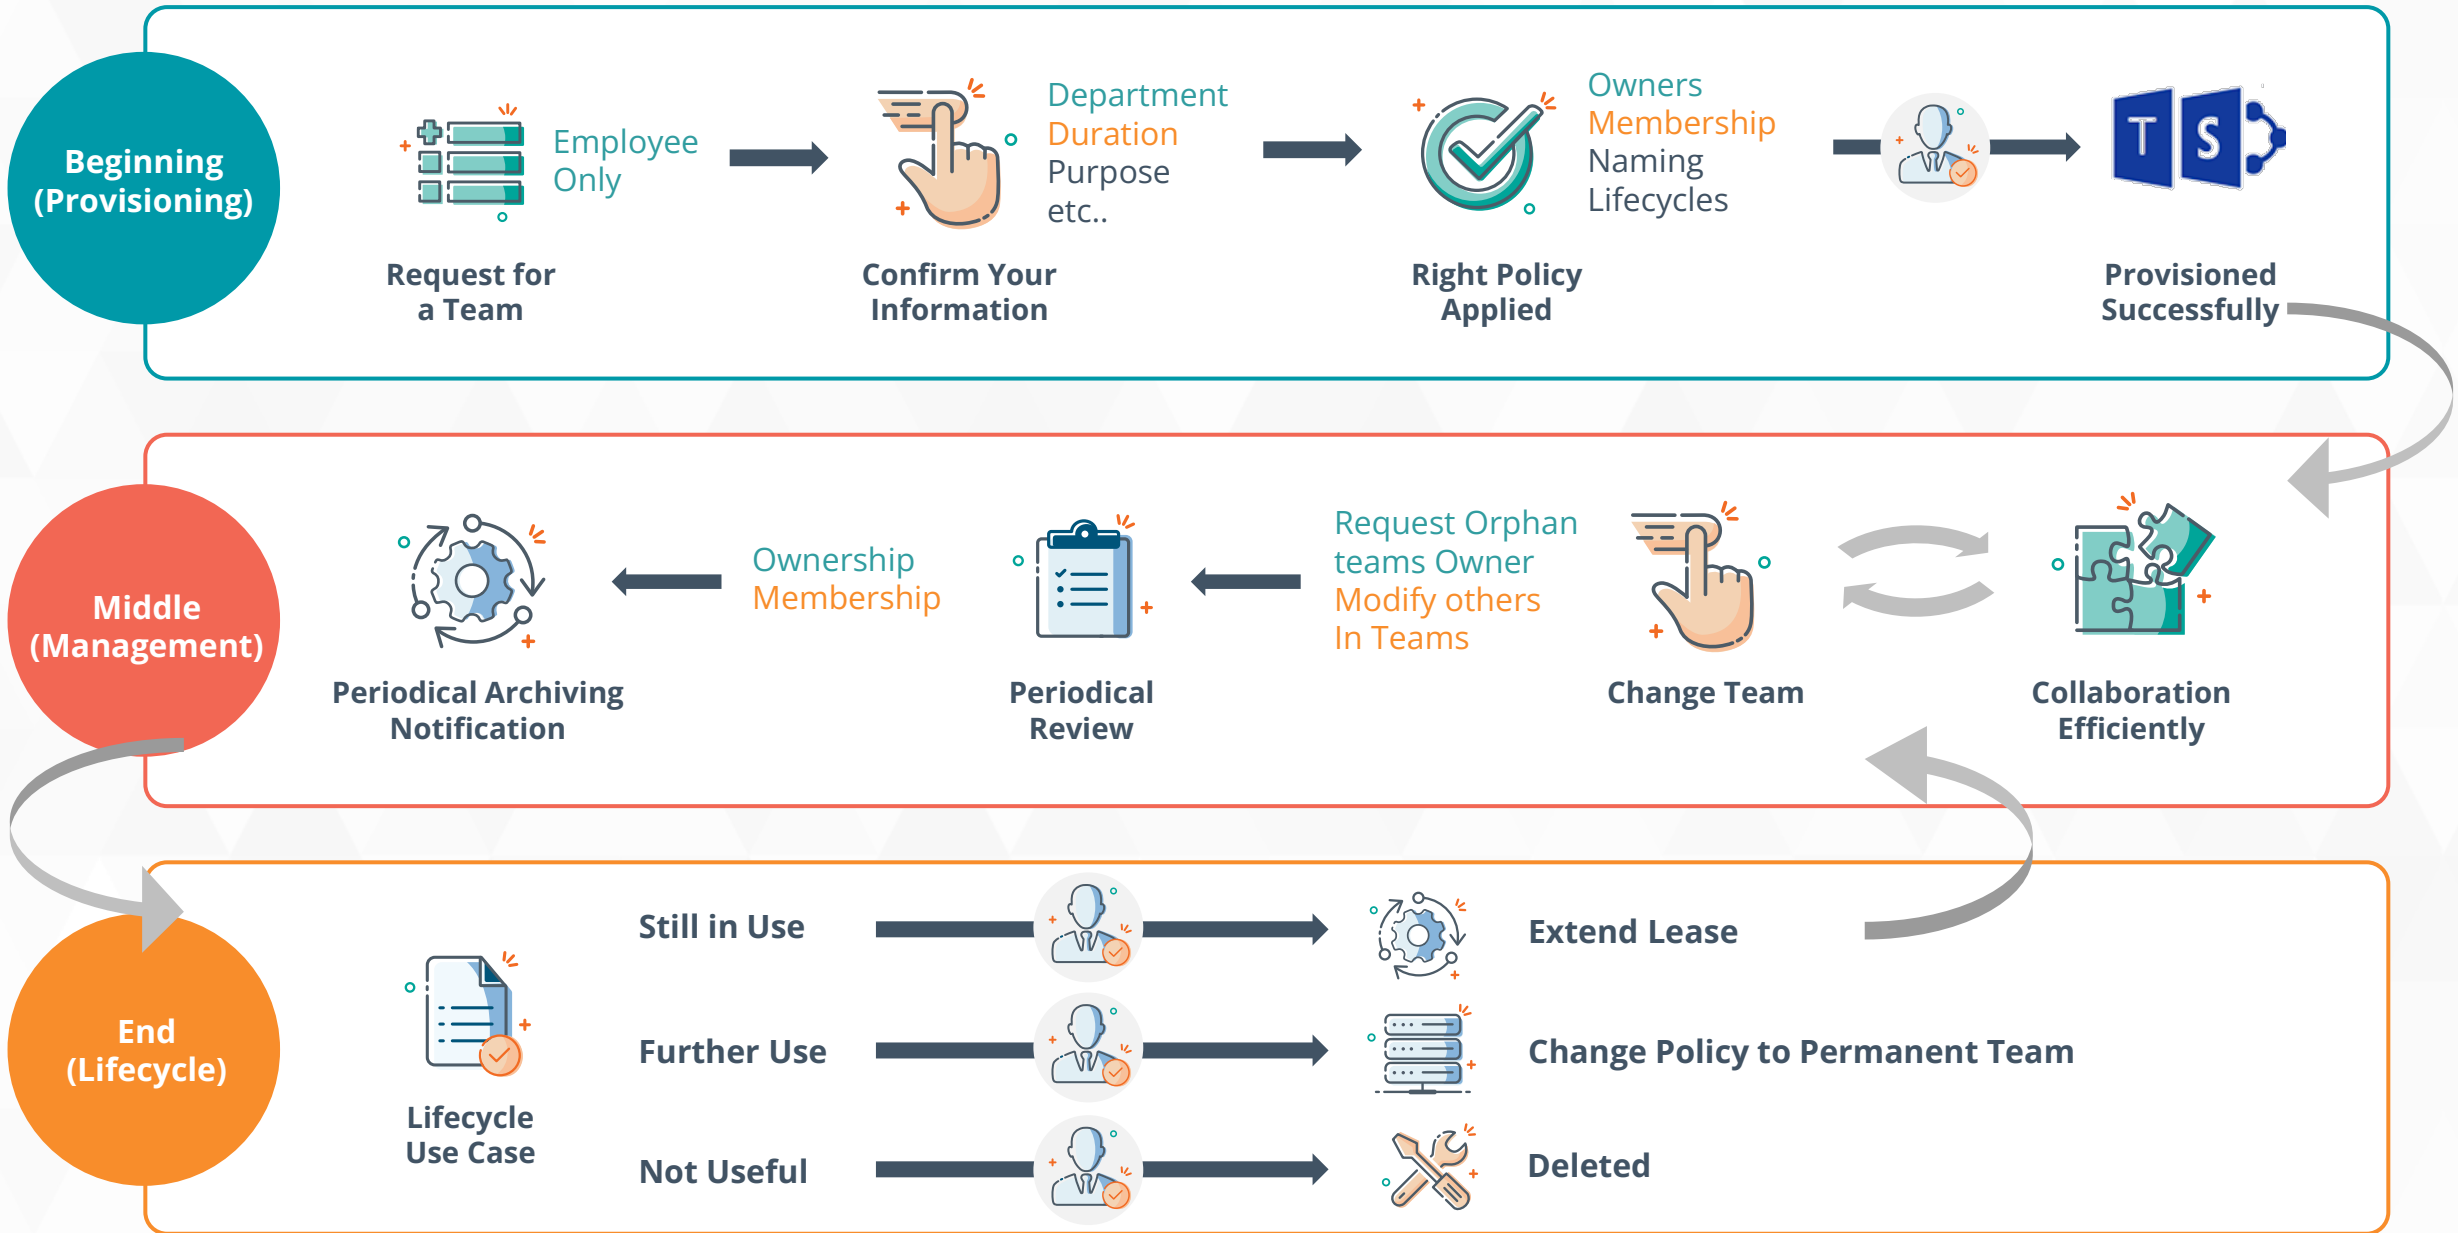 Beginning
(Provisioning)
Employee
Only
Request for
a Team
Department
Duration
Purpose
etc..
Confirm Your
Information
Owners
Membership
Naming
Lifecycles
Right Policy
Applied
T S
Provisioned
Successfully
Middle
(Management)
Periodical Archiving
Notification
Ownership
Membership
Periodical
Review
Request Orphan
teams Owner
Modify others
In Teams
Change Team
Collaboration
Efficiently
End
(Lifecycle)
Lifecycle
Use Case
Still in Use
Extend Lease
Further Use
Change Policy to Permanent Team
Not Useful
Deleted